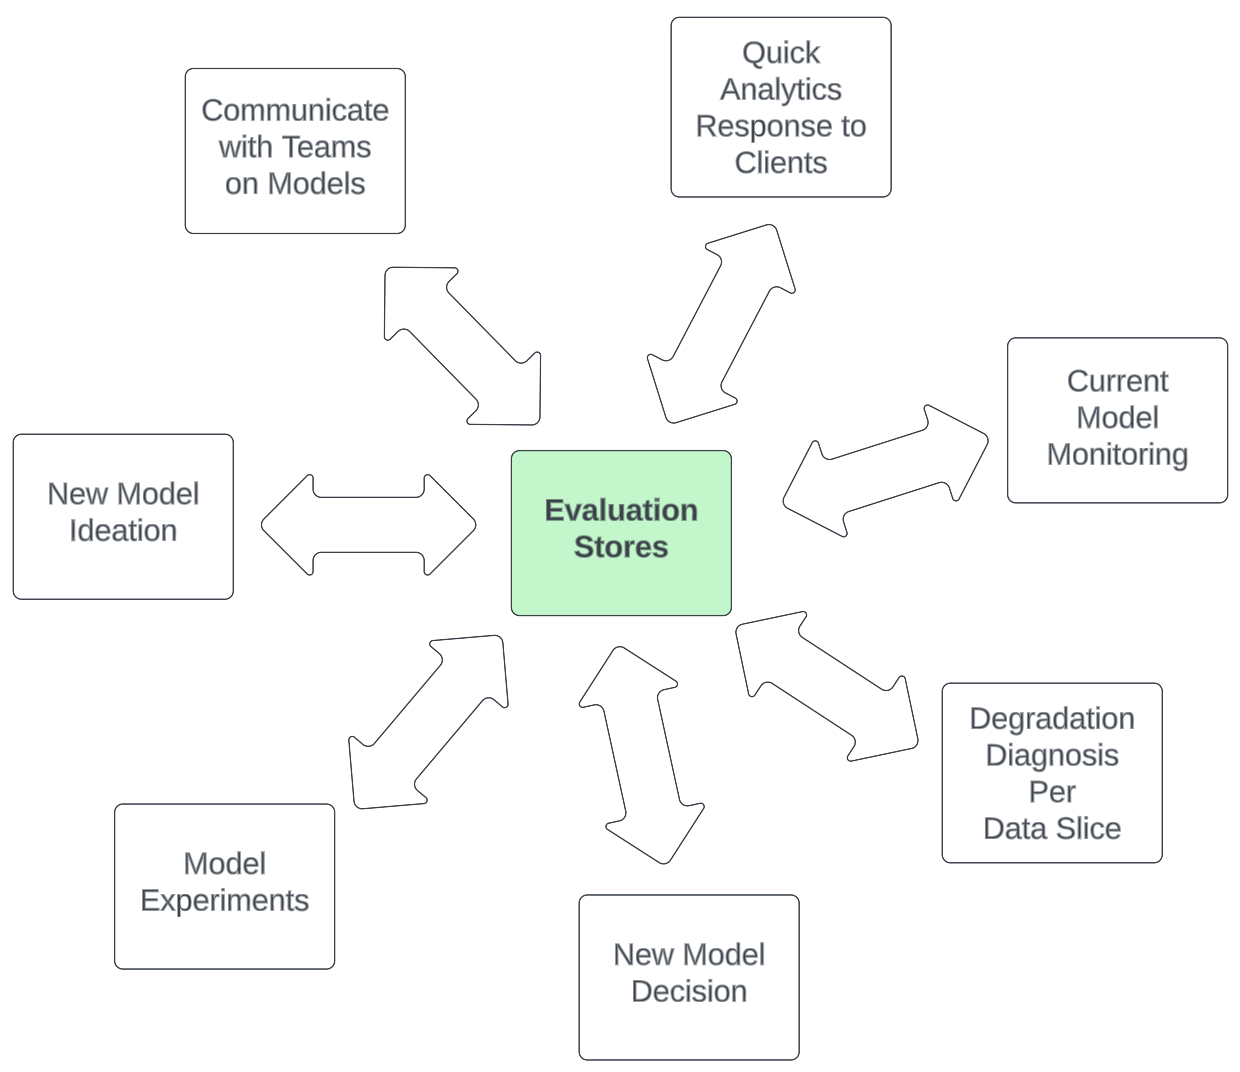 Quick
Analytics
Response to
Clients
Communicate
with Teams
on Models
Current
Model
Monitoring
New Model
Ideation
Evaluation
Stores
Degradation
Diagnosis
Per
Data Slice
Model
Experiments
New Model
Decision